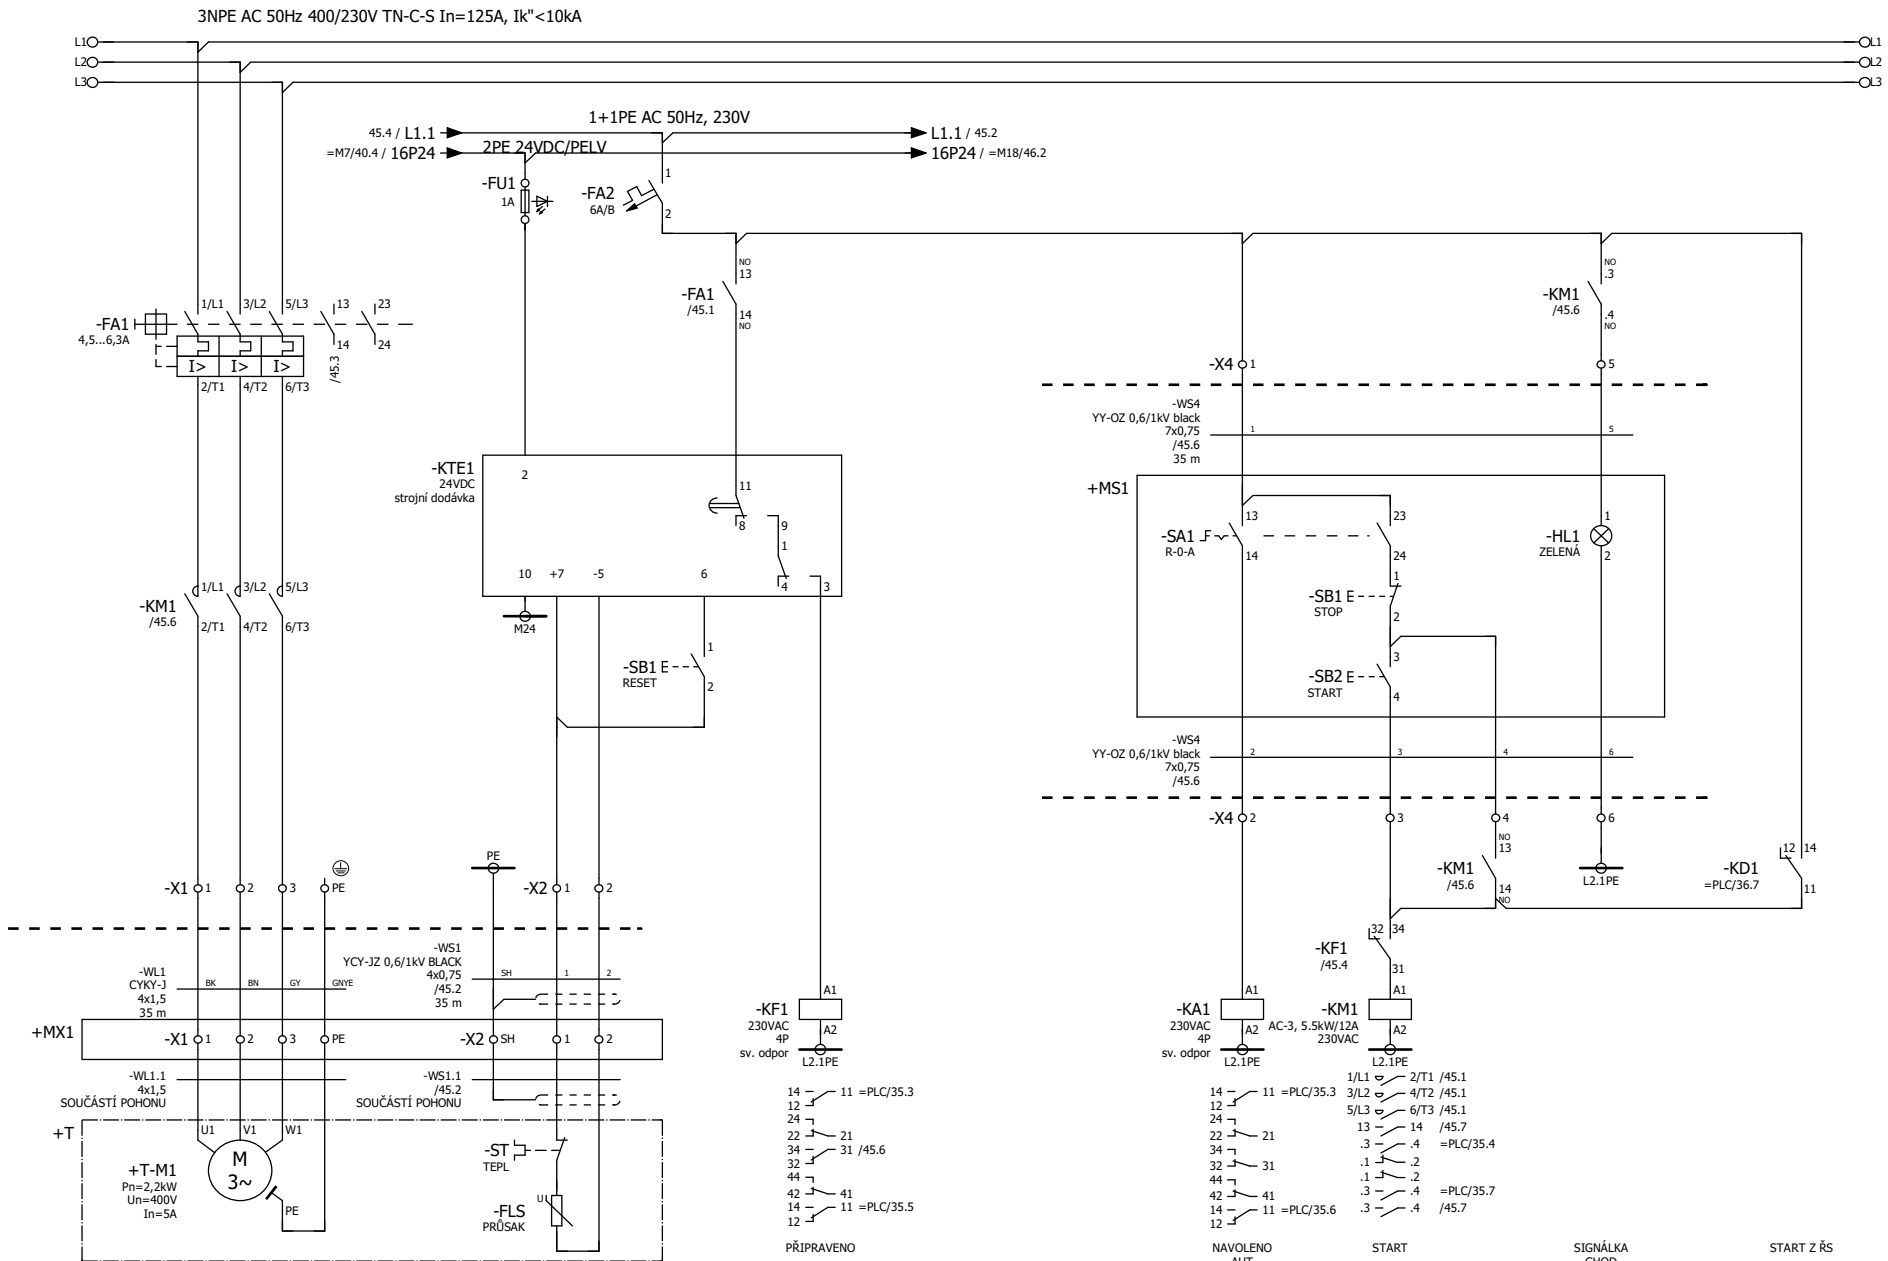 3NPE AC 50Hz 400/230V TN-C-S In=125A, Ik"<10kA
L1 L1
L2 L2
L3 L3
1+1PE AC 50Hz, 230V
45.4 / L1.1 L1.1 / 45.2
2PE 24VDC/PELV
=M7/40.4 / 16P24 16P24 / =M18/46.2
-FU1
1A
-FA2
6A/B
1
2
NO
13
-FA1
/45.1
14
NO
NO
.3
-KM1
/45.6
.4
NO
1/L1 3/L2 5/L3 13 23
-FA1
4,5...6,3A
14 24
I> I> I>
2/T1 4/T2 6/T3
/45.3
-X4 1 5
-WS4
YY-OZ 0,6/1kV black
7x0,75
/45.6
35 m
1 5
-KTE1
24VDC
strojní dodávka
2
11
8 9
1
4 3
10 +7 -5 6
M24
+MS1
13 23 1
-SA1
R-0-A
14 24
-HL1
ZELENÁ
2
1
-SB1
STOP
2
3
-SB2
START
4
1/L1 3/L2 5/L3
-KM1
/45.6
2/T1 4/T2 6/T3
1
-SB1
RESET
2
-WS4
YY-OZ 0,6/1kV black
7x0,75
/45.6
2 3 4 6
-X4 2 3 4 6
NO
13
-KM1
/45.6
14
NO
L2.1PE
12 14
-KD1
=PLC/36.7
11
PE
-X1 1 2 3 PE
-X2 1 2
32 34
-KF1
/45.4
31
-WL1
CYKY-J
4x1,5
35 m
BK BN GY GNYE
-WS1
YCY-JZ 0,6/1kV BLACK
4x0,75
/45.2
35 m
SH 1 2
+MX1
-X1 1 2 3 PE
-X2 SH 1 2
A1
-KF1
230VAC
4P
sv. odpor
A2
L2.1PE
A1
-KA1
230VAC
4P
sv. odpor
A2
L2.1PE
A1
-KM1
AC-3, 5.5kW/12A
230VAC
A2
L2.1PE
-WL1.1
4x1,5
SOUČÁSTÍ POHONU
-WS1.1
/45.2
SOUČÁSTÍ POHONU
+T
U1 V1 W1
M
3~
+T-M1
Pn=2,2kW
Un=400V
In=5A
PE
-ST
TEPL
U
-FLS
PRŮSAK
14 11 =PLC/35.3
12
24
22 21
34 31 /45.6
32
44
42 41
14 11 =PLC/35.5
12
14 11 =PLC/35.3
12
24
22 21
34
32 31
44
42 41
14 11 =PLC/35.6
12
1/L1 2/T1 /45.1
3/L2 4/T2 /45.1
5/L3 6/T3 /45.1
13 14 /45.7
.3 .4 =PLC/35.4
.1 .2
.1 .2
.3 .4 =PLC/35.7
.3 .4 /45.7
PŘIPRAVENO
NAVOLENO
AUT
START
SIGNÁLKA
CHOD
START Z ŘS